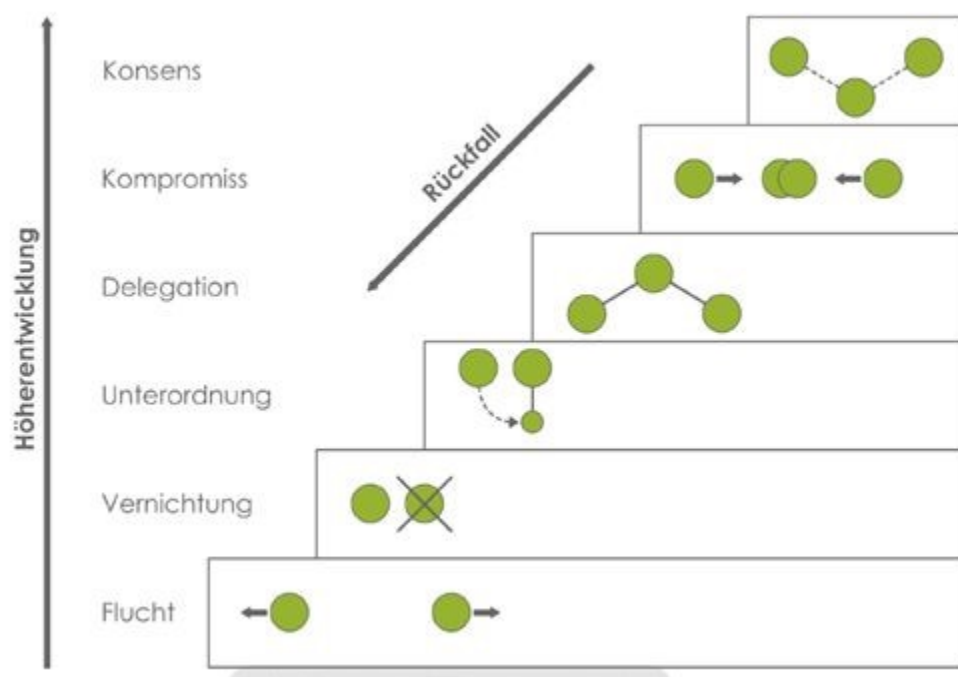 Konsens
Rückfall
Kompromiss
Höherentwicklung
Delegation
Unterordnung
Vernichtung
Flucht